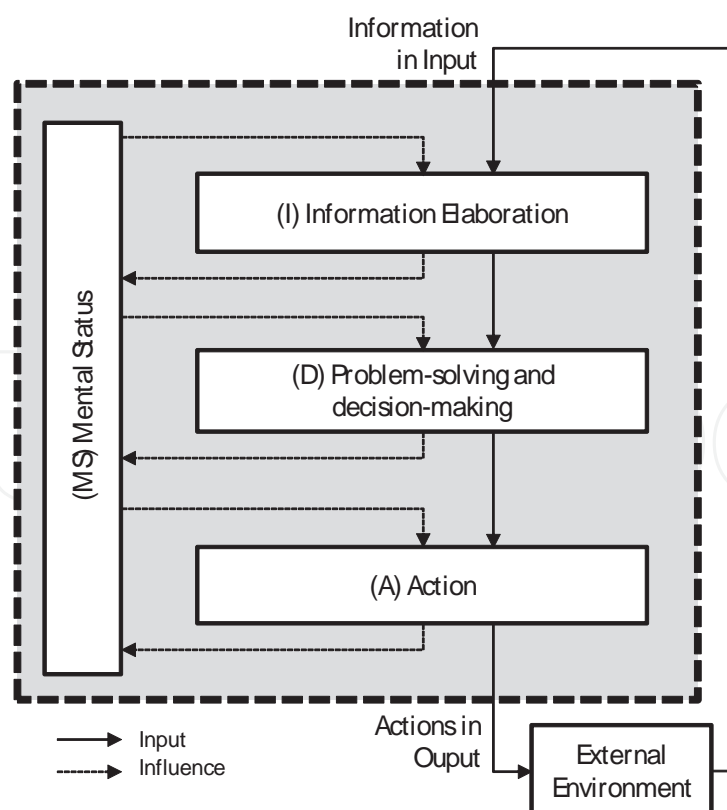 Information
in Input
(I) Information Elaboration
(D) Problem-solving and
decision-making
(MS) Mental Status
(A) Action
Actions in
Ouput
External
Environment
Input
Influence